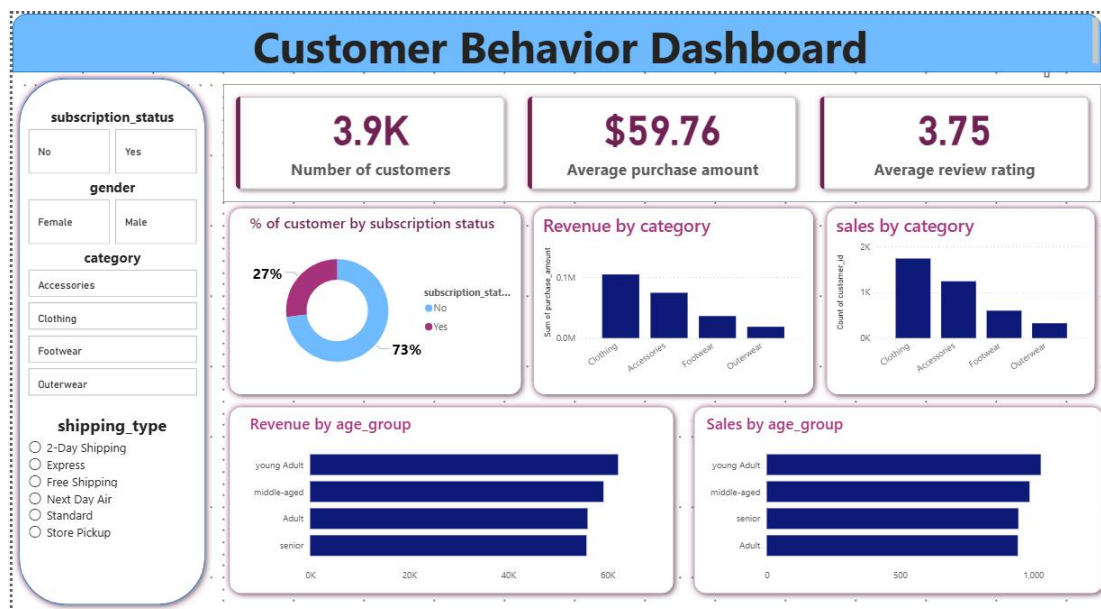 Customer Behavior Dashboard
subscription_status
No
Yes
gender
Female
Male
category
Accessories
Clothing
Footwear
Outerwear
shipping_type
2-Day Shipping
Express
Free Shipping
Next Day Air
Standard
Store Pickup
3.9K
Number of customers
$59.76
Average purchase amount
3.75
Average review rating
% of customer by subscription status
27%
73%
subscription_stat...
No
Yes
Revenue by category
Sum of purchase_amount
0.1M
0.0M
Clothing
Accessories
Footwear
Outerwear
sales by category
Count of customer_id
2K
1K
0K
Clothing
Accessories
Footwear
Outerwear
Revenue by age_group
young Adult
middle-aged
Adult
senior
0K
20K
40K
60K
Sales by age_group
young Adult
middle-aged
senior
Adult
0
500
1,000